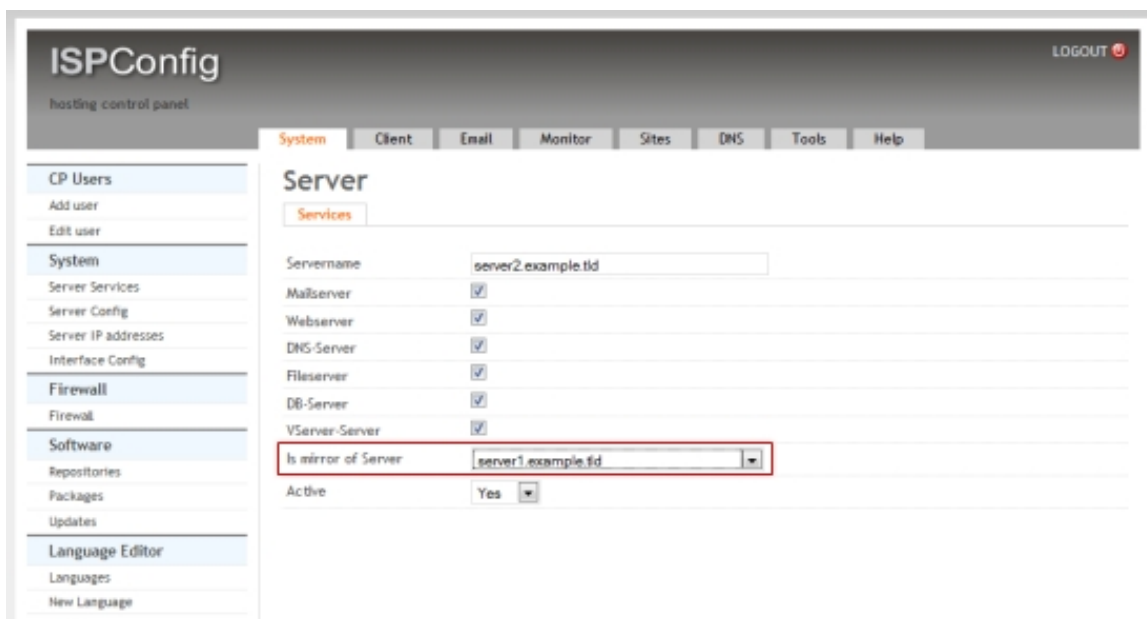 ISPConfig
LOGOUT
hosting control panel
System Client Email Monitor Sites DNS Tools Help
CP Users
Add user
Edit user
System
Server Services
Server Config
Server IP addresses
Interface Config
Firewall
Firewall
Software
Repositories
Packages
Updates
Language Editor
Languages
New Language
Server
Services
Servername server2.example.tld
Mailserver
Webserver
DNS-Server
Fileserver
DB-Server
VServer-Server
Is mirror of Server server1.example.tld
Active Yes